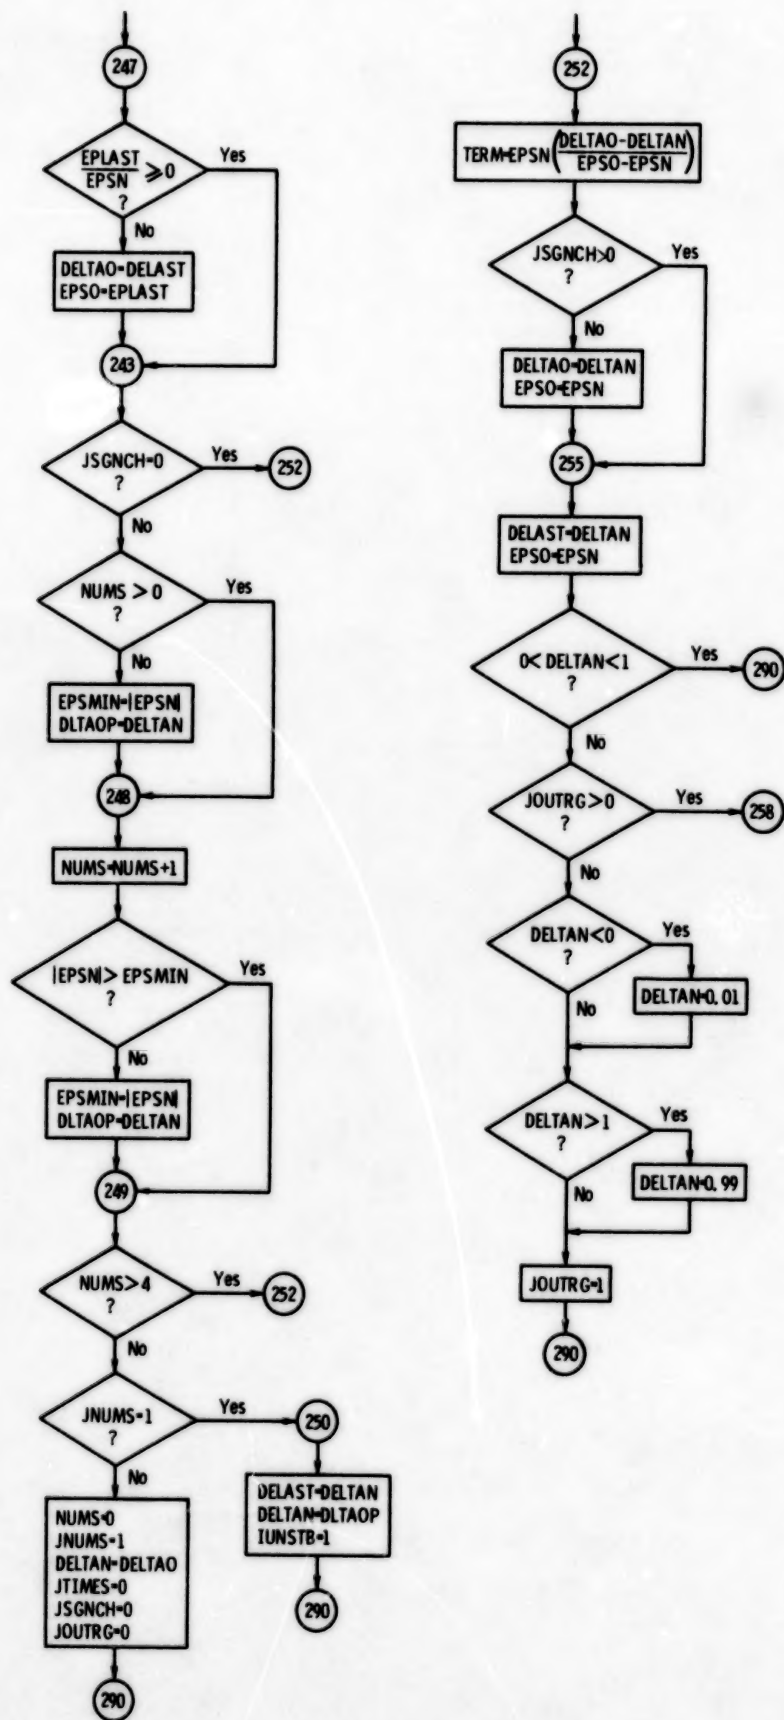 247
EPLAST
EPSN
≥0
?
Yes
No
DELTAO=DELAST
EPSO=EPLAST
243
JSGNCH=0
?
Yes
252
No
NUMS > 0
?
Yes
No
EPSMIN=|EPSN|
DLTAOP=DELTAN
248
NUMS=NUMS+1
|EPSN|> EPSMIN
?
Yes
No
EPSMIN=|EPSN|
DLTAOP=DELTAN
249
NUMS>4
?
Yes
252
No
JNUMS=1
?
Yes
250
No
DELAST=DELTAN
DELTAN=DLTAOP
IUNSTB=1
290
NUMS=0
JNUMS=1
DELTAN=DELTAO
JTIMES=0
JSGNCH=0
JOUTRG=0
290
252
TERM=EPSN(DELTAO-DELTAN)
EPSO-EPSN
JSGNCH>0
?
Yes
No
DELTAO=DELTAN
EPSO=EPSN
255
DELAST=DELTAN
EPSO=EPSN
0< DELTAN<1
?
Yes
290
No
JOUTRG>0
?
Yes
258
No
DELTAN<0
?
Yes
No
DELTAN=0.01
DELTAN>1
?
Yes
No
DELTAN=0.99
JOUTRG=1
290